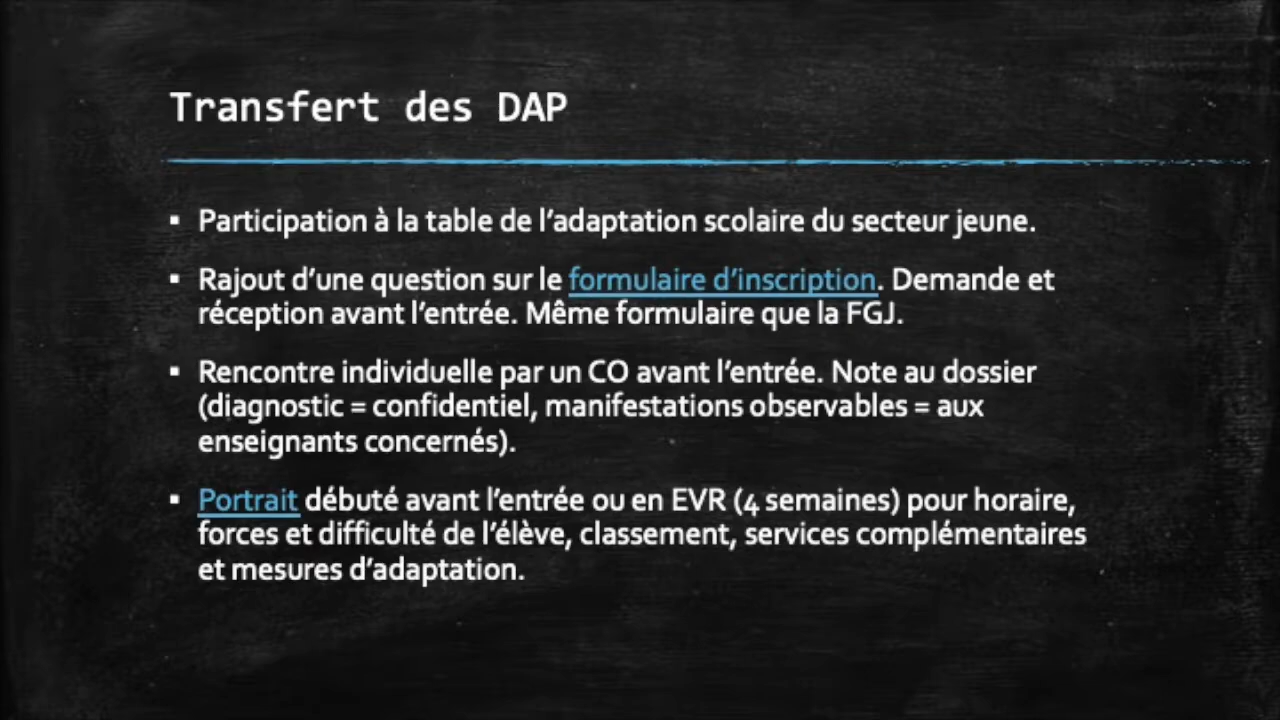 Transfert des DAP
▪ Participation à la table de l’adaptation scolaire du secteur jeune.
▪ Rajout d’une question sur le formulaire d’inscription. Demande et
réception avant l’entrée. Même formulaire que la FGJ.
▪ Rencontre individuelle par un CO avant l’entrée. Note au dossier
(diagnostic = confidentiel, manifestations observables = aux
enseignants concernés).
▪ Portrait débuté avant l’entrée ou en EVR (4 semaines) pour horaire,
forces et difficulté de l’élève, classement, services complémentaires
et mesures d’adaptation.